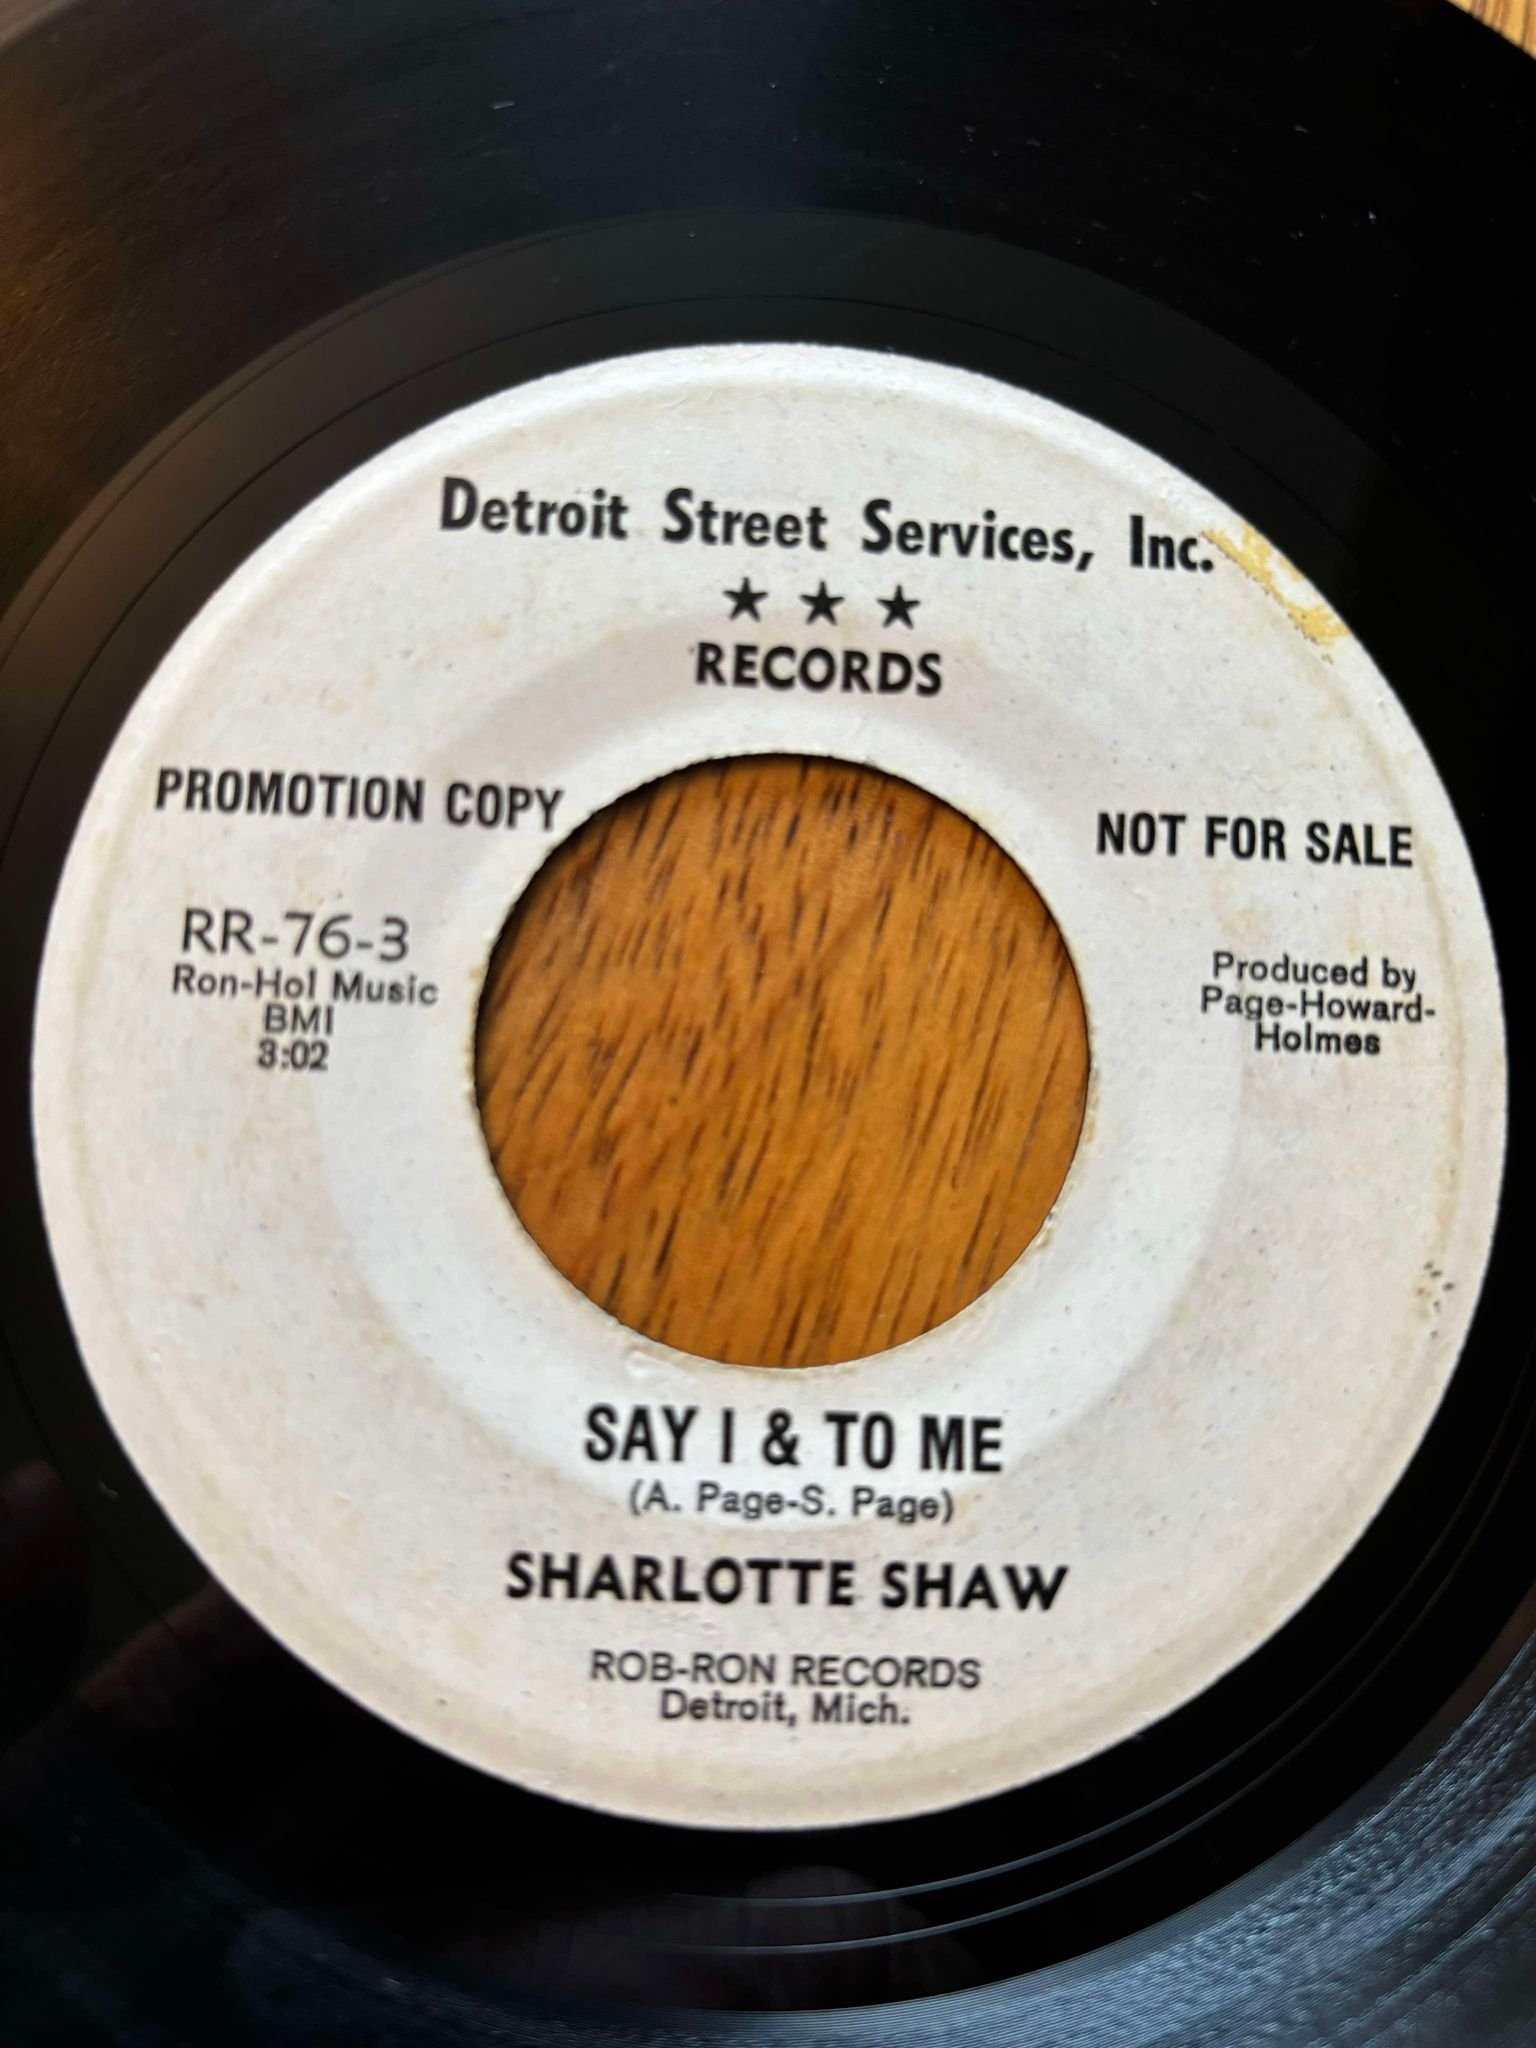 Detroit Street Services, Inc.
★ ★ ★
RECORDS
PROMOTION COPY
NOT FOR SALE
RR-76-3
Ron-Hol Music
BMI
3:02
Produced by
Page-Howard-
Holmes
SAY I & TO ME
(A. Page-S. Page)
SHARLOTTE SHAW
ROB-RON RECORDS
Detroit, Mich.